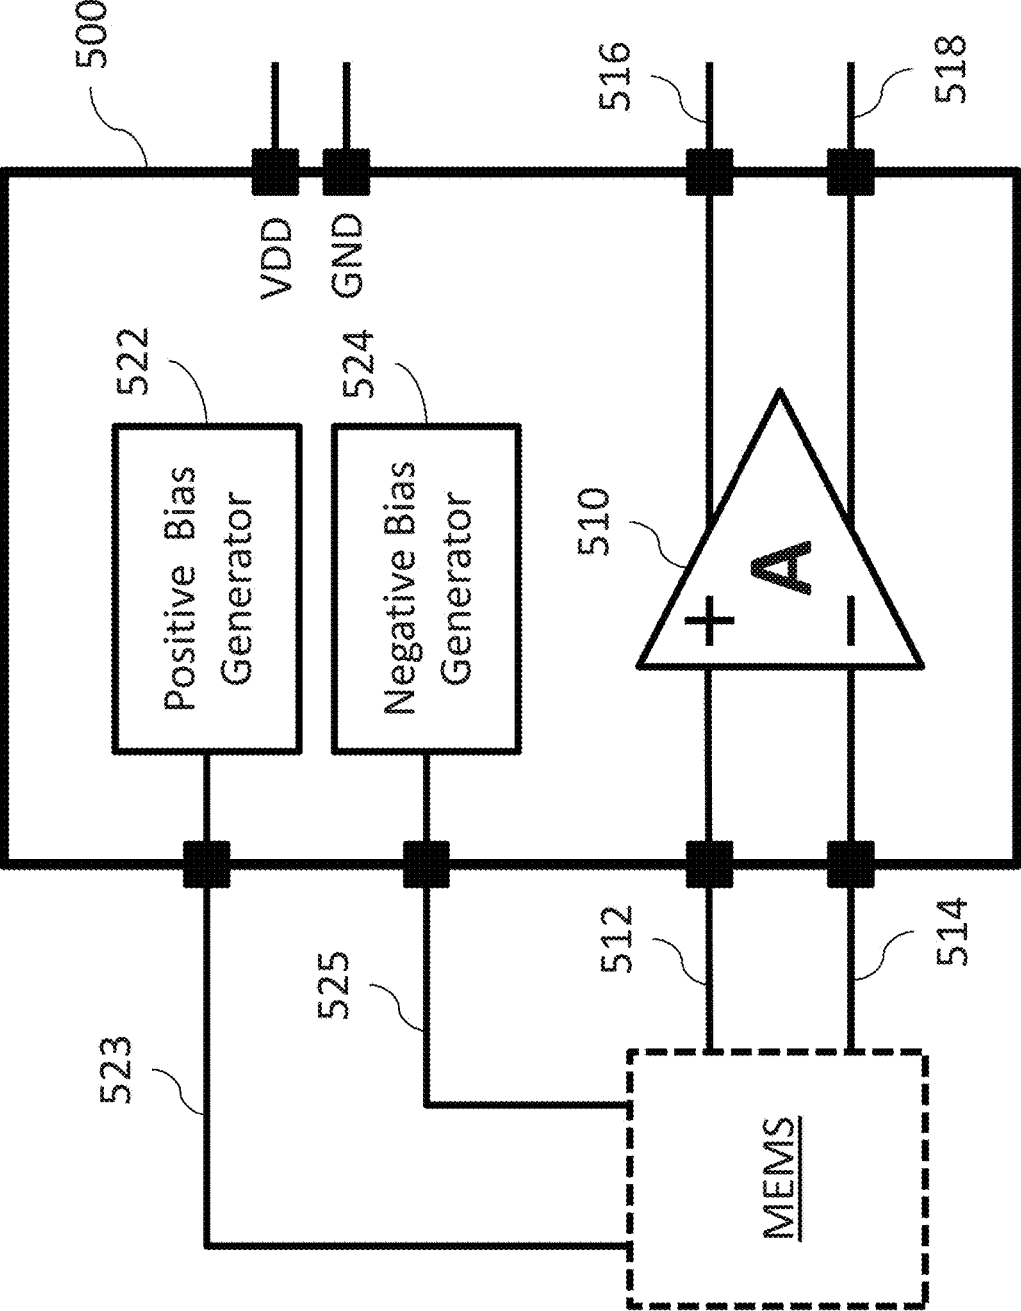 500
523
522
Positive Bias
Generator
VDD
525
524
GND
Negative Bias
Generator
510
512
516
+
MEMS
A
−
514
518